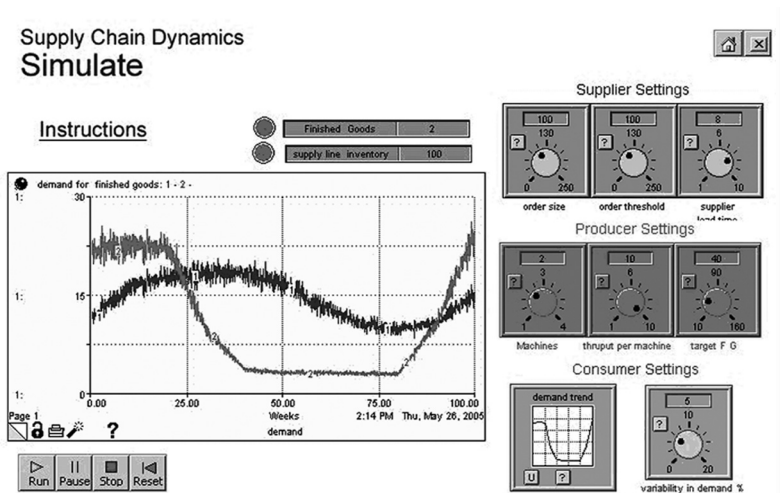 Supply Chain Dynamics
Simulate
Instructions
Finished Goods 2
supply line inventory 100
demand for finished goods: 1 - 2 -
1: 30
1: 15
1: 0
2
2
2
2
0.00 25.00 50.00 75.00 100.00
Page 1 Weeks 2:14 PM Thu, May 26, 2005
? demand
Run Pause Stop Reset
Supplier Settings
100 100 8
130 130 6
? ? ?
0 250 0 250 1 10
order size order threshold supplier
lead time
Producer Settings
2 10 40
3 6 90
? ? ?
1 4 1 10 10 160
Machines thruput per machine target F G
Consumer Settings
demand trend
U ?
5
10
?
0 20
variability in demand %